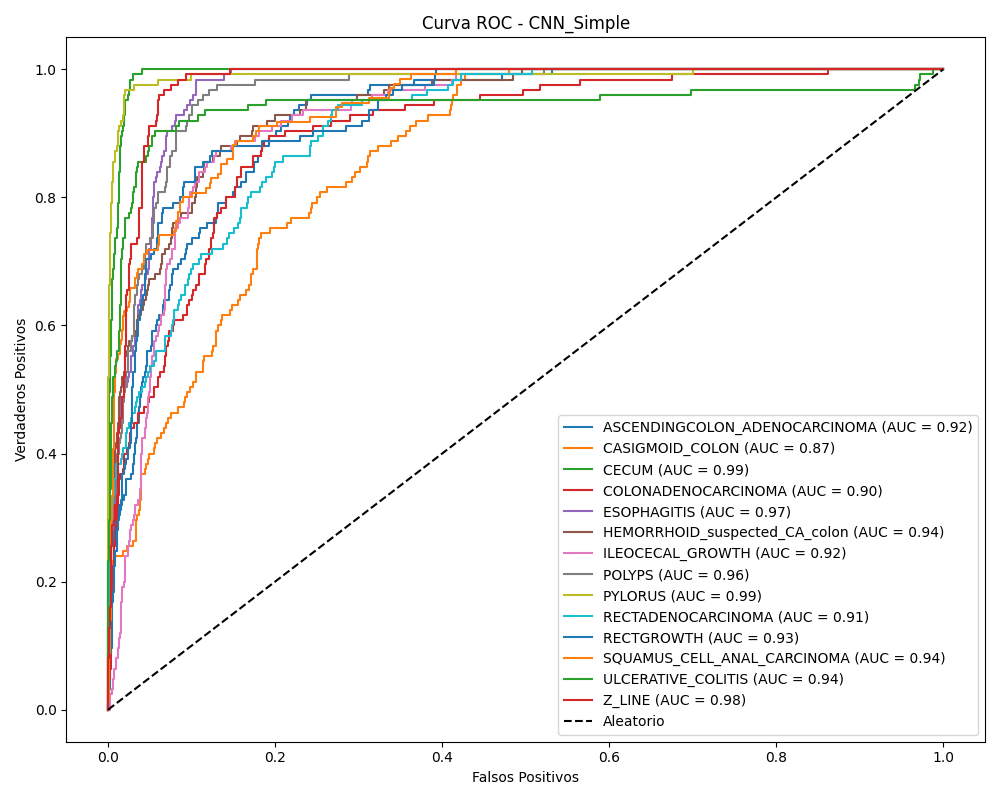 Curva ROC - CNN_Simple
Verdaderos Positivos
1.0
0.8
0.6
0.4
0.2
0.0
0.0
0.2
0.4
0.6
0.8
1.0
Falsos Positivos
ASCENDINGCOLON_ADENOCARCINOMA (AUC = 0.92)
CASIGMOID_COLON (AUC = 0.87)
CECUM (AUC = 0.99)
COLONADENOCARCINOMA (AUC = 0.90)
ESOPHAGITIS (AUC = 0.97)
HEMORRHOID_suspected_CA_colon (AUC = 0.94)
ILEOCECAL_GROWTH (AUC = 0.92)
POLYPS (AUC = 0.96)
PYLORUS (AUC = 0.99)
RECTADENOCARCINOMA (AUC = 0.91)
RECTGROWTH (AUC = 0.93)
SQUAMUS_CELL_ANAL_CARCINOMA (AUC = 0.94)
ULCERATIVE_COLITIS (AUC = 0.94)
Z_LINE (AUC = 0.98)
Aleatorio